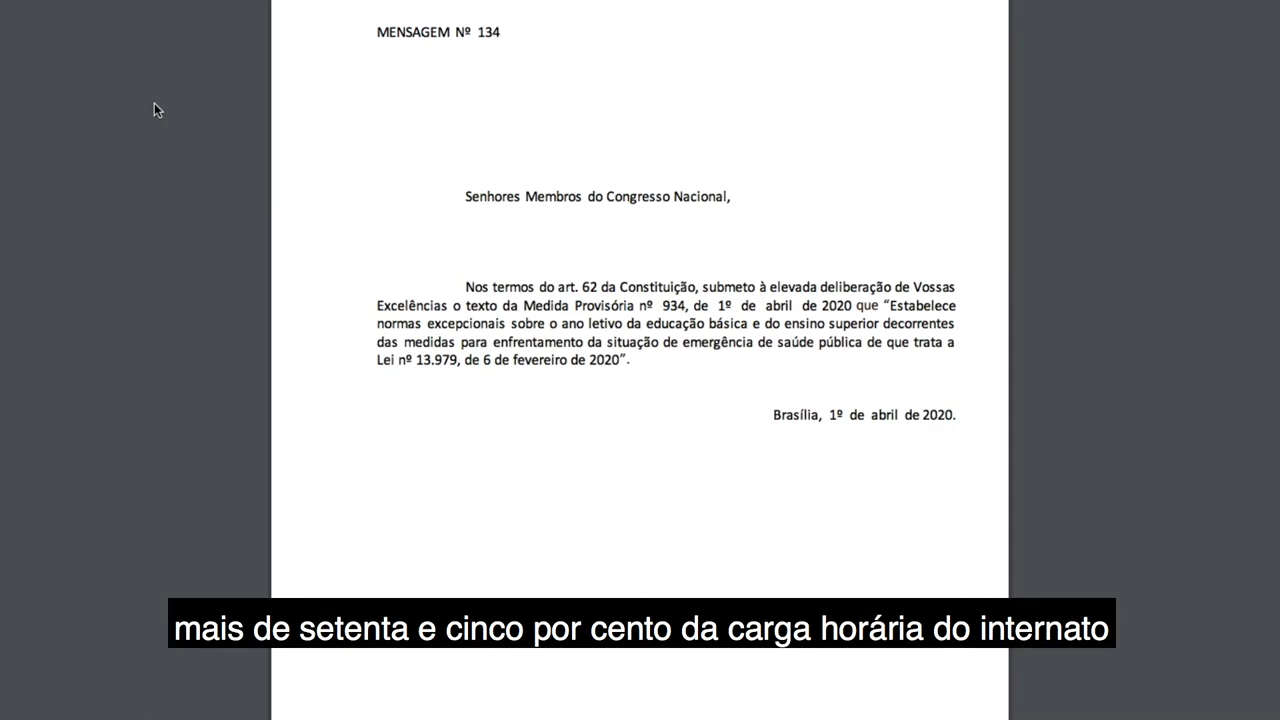 MENSAGEM Nº 134
Senhores Membros do Congresso Nacional,
Nos termos do art. 62 da Constituição, submeto à elevada deliberação de Vossas
Excelências o texto da Medida Provisória nº 934, de 1º de abril de 2020 que “Estabelece
normas excepcionais sobre o ano letivo da educação básica e do ensino superior decorrentes
das medidas para enfrentamento da situação de emergência de saúde pública de que trata a
Lei nº 13.979, de 6 de fevereiro de 2020”.
Brasília, 1º de abril de 2020.
mais de setenta e cinco por cento da carga horária do internato